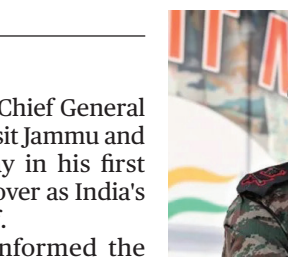 Chief General
sit Jammu and
y in his first
over as India's
nformed the